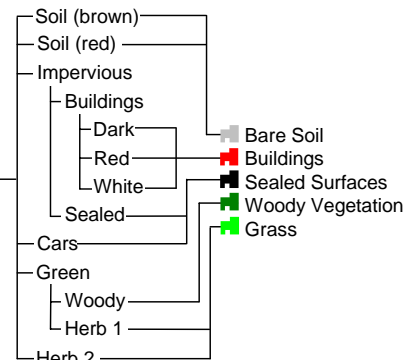 Soil (brown)
Soil (red)
Impervious
Buildings
Dark
Red
White
Sealed
Cars
Green
Woody
Herb 1
Herb 2
Bare Soil
Buildings
Sealed Surfaces
Woody Vegetation
Grass